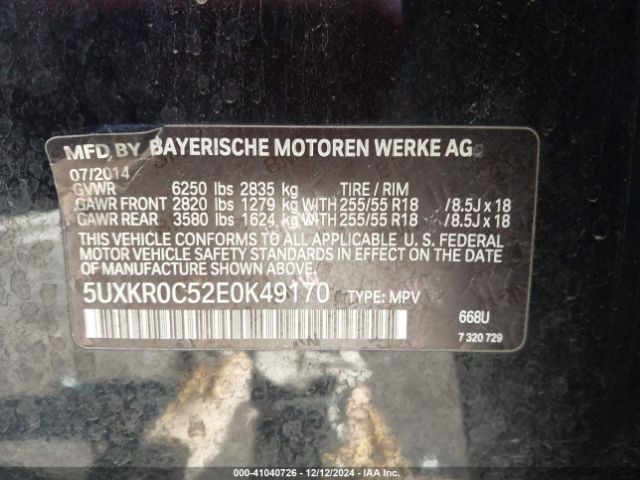 MFD BY BAYERISCHE MOTOREN WERKE AG
07/2014
GVWR 6250 lbs 2835 kg TIRE / RIM
GAWR FRONT 2820 lbs 1279 kg WITH 255/55 R18 /8.5J x 18
GAWR REAR 3580 lbs 1624 kg WITH 255/55 R18 /8.5J x 18
THIS VEHICLE CONFORMS TO ALL APPLICABLE U. S. FEDERAL
MOTOR VEHICLE SAFETY STANDARDS IN EFFECT ON THE
DATE OF MANUFACTURE SHOWN ABOVE.
5UXKR0C52E0K49170 TYPE: MPV
668U
7 320 729
000-41040726 - 12/12/2024 - IAA Inc.